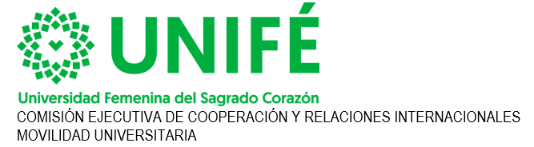 UNIFÉ
Universidad Femenina del Sagrado Corazón
COMISIÓN EJECUTIVA DE COOPERACIÓN Y RELACIONES INTERNACIONALES
MOVILIDAD UNIVERSITARIA